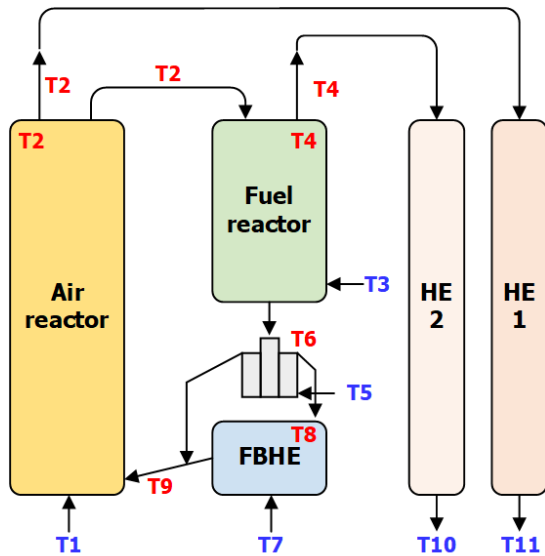 T2
T2
T4
T2
T4
Fuel
reactor
Air
reactor
T3
HE
2
HE
1
T6
T5
T8
FBHE
T9
T1
T7
T10
T11